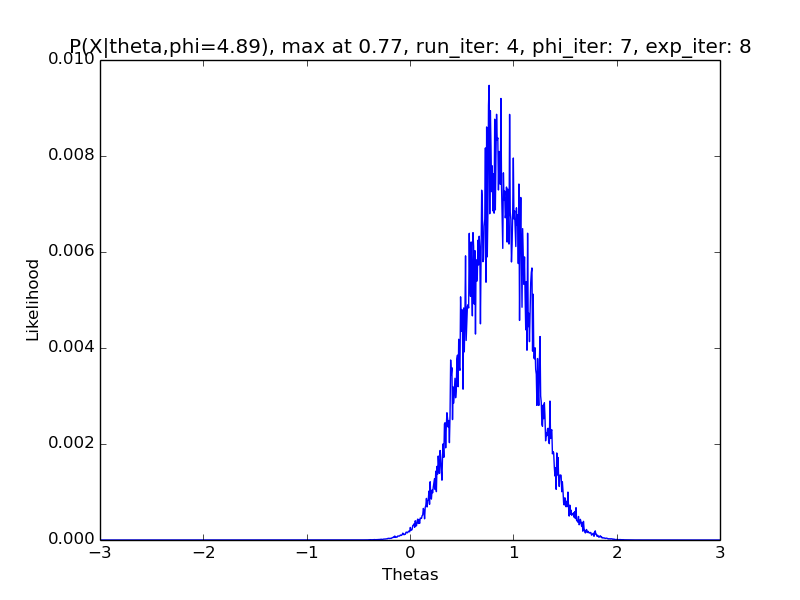 P(X|theta,phi=4.89), max at 0.77, run_iter: 4, phi_iter: 7, exp_iter: 8
0.010
0.008
0.006
Likelihood
0.004
0.002
0.000
−3 −2 −1 0 1 2 3
Thetas